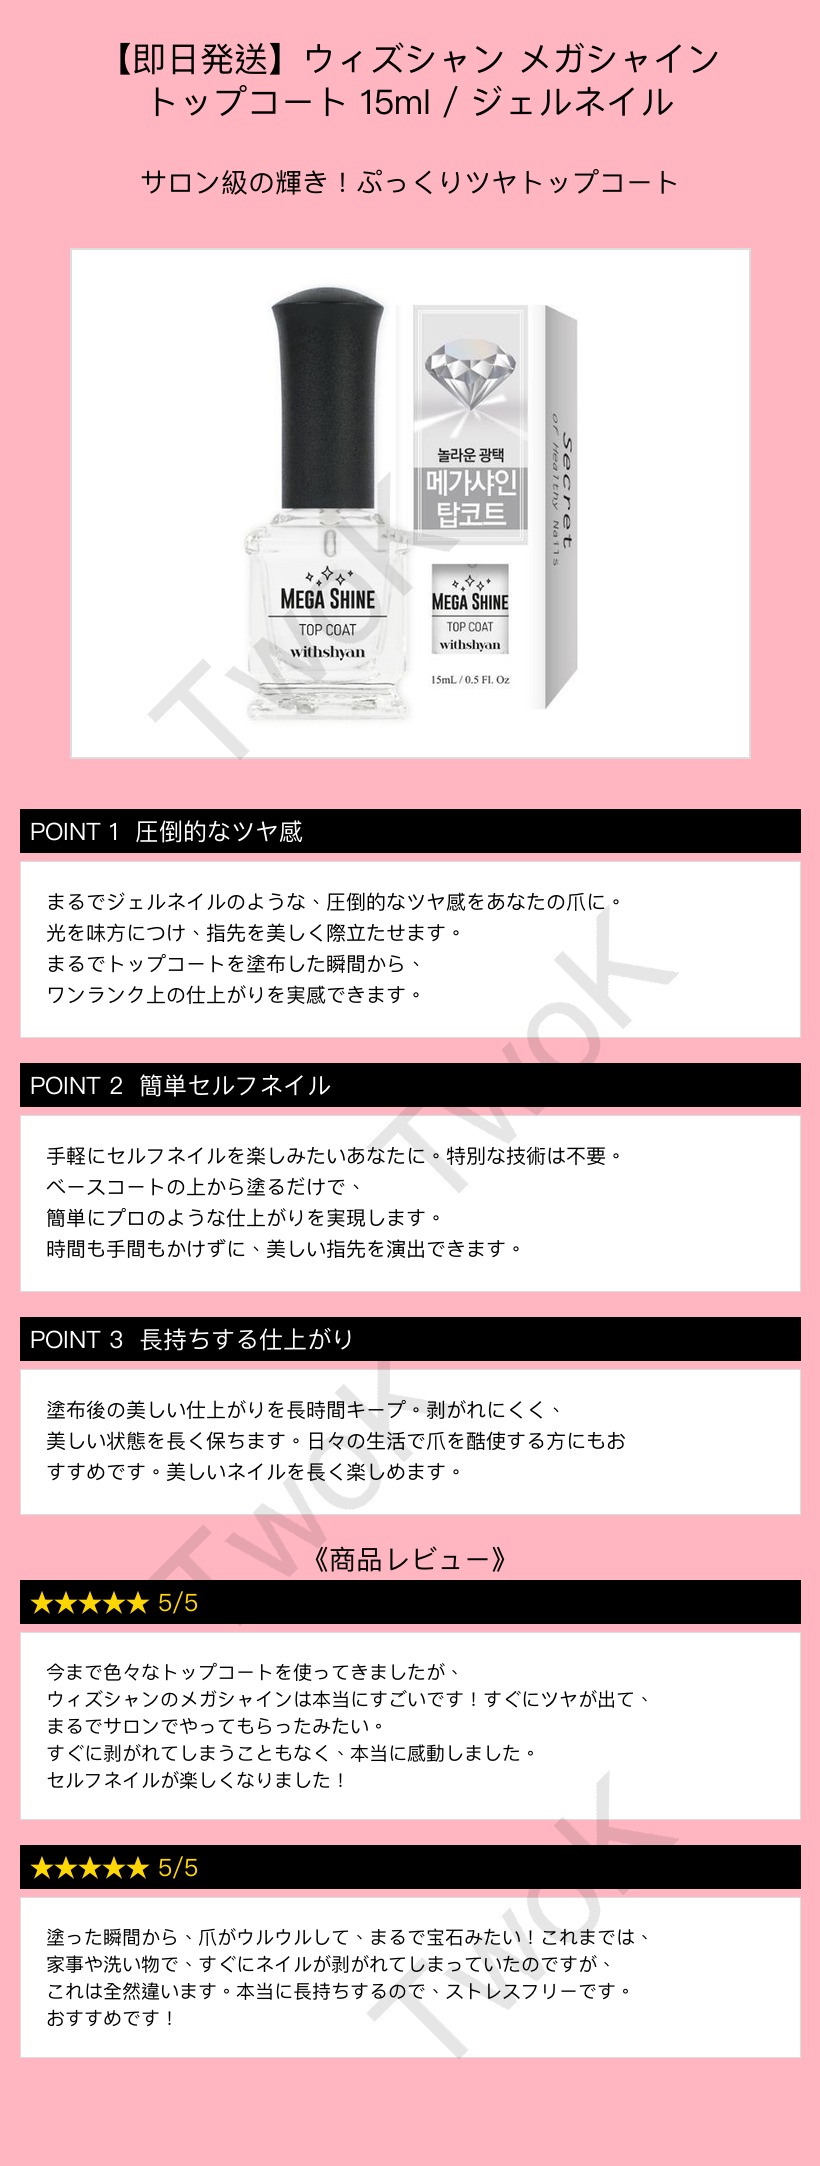 【即日発送】ウィズシャン メガシャイン
トップコート 15ml / ジェルネイル
サロン級の輝き！ぷっくりツヤトップコート
놀라운 광택
메가샤인
탑코트
Secret
of Healthy Nails
MEGA SHINE
TOP COAT
withshyan
MEGA SHINE
TOP COAT
withshyan
15mL / 0.5 Fl. Oz
TwoK
POINT 1 圧倒的なツヤ感
まるでジェルネイルのような、圧倒的なツヤ感をあなたの爪に。
光を味方につけ、指先を美しく際立たせます。
まるでトップコートを塗布した瞬間から、
ワンランク上の仕上がりを実感できます。
TwoK
POINT 2 簡単セルフネイル
手軽にセルフネイルを楽しみたいあなたに。特別な技術は不要。
ベースコートの上から塗るだけで、
簡単にプロのような仕上がりを実現します。
時間も手間もかけずに、美しい指先を演出できます。
POINT 3 長持ちする仕上がり
塗布後の美しい仕上がりを長時間キープ。剥がれにくく、
美しい状態を長く保ちます。日々の生活で爪を酷使する方にもお
すすめです。美しいネイルを長く楽しめます。
TwoK
《商品レビュー》
★★★★★ 5/5
今まで色々なトップコートを使ってきましたが、
ウィズシャンのメガシャインは本当にすごいです！すぐにツヤが出て、
まるでサロンでやってもらったみたい。
すぐに剥がれてしまうこともなく、本当に感動しました。
セルフネイルが楽しくなりました！
★★★★★ 5/5
塗った瞬間から、爪がウルウルして、まるで宝石みたい！これまでは、
家事や洗い物で、すぐにネイルが剥がれてしまっていたのですが、
これは全然違います。本当に長持ちするので、ストレスフリーです。
おすすめです！
TwoK